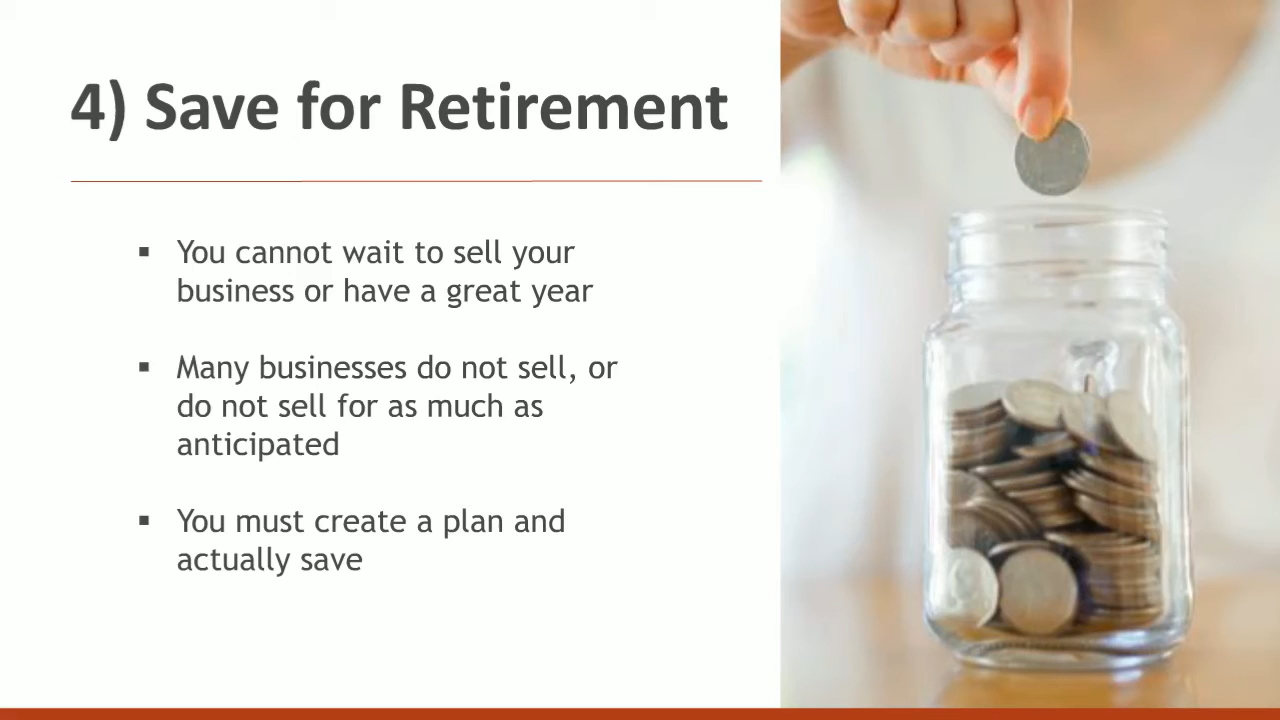 4) Save for Retirement
▪ You cannot wait to sell your
business or have a great year
▪ Many businesses do not sell, or
do not sell for as much as
anticipated
▪ You must create a plan and
actually save